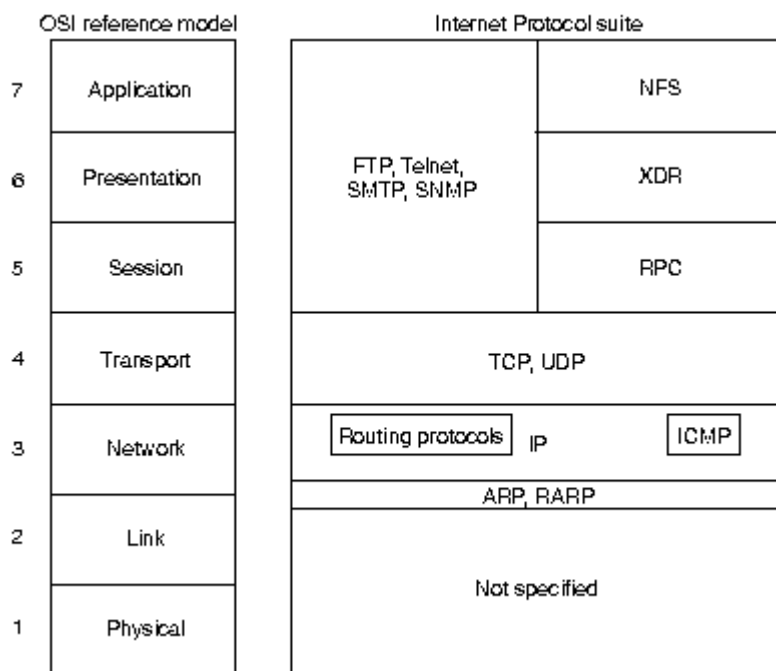 OSI reference model
Internet Protocol suite
7
Application
NFS
6
Presentation
FTP, Telnet,
SMTP, SNMP
XDR
5
Session
RPC
4
Transport
TCP, UDP
3
Network
Routing protocols
IP
ICMP
ARP, RARP
2
Link
Not specified
1
Physical